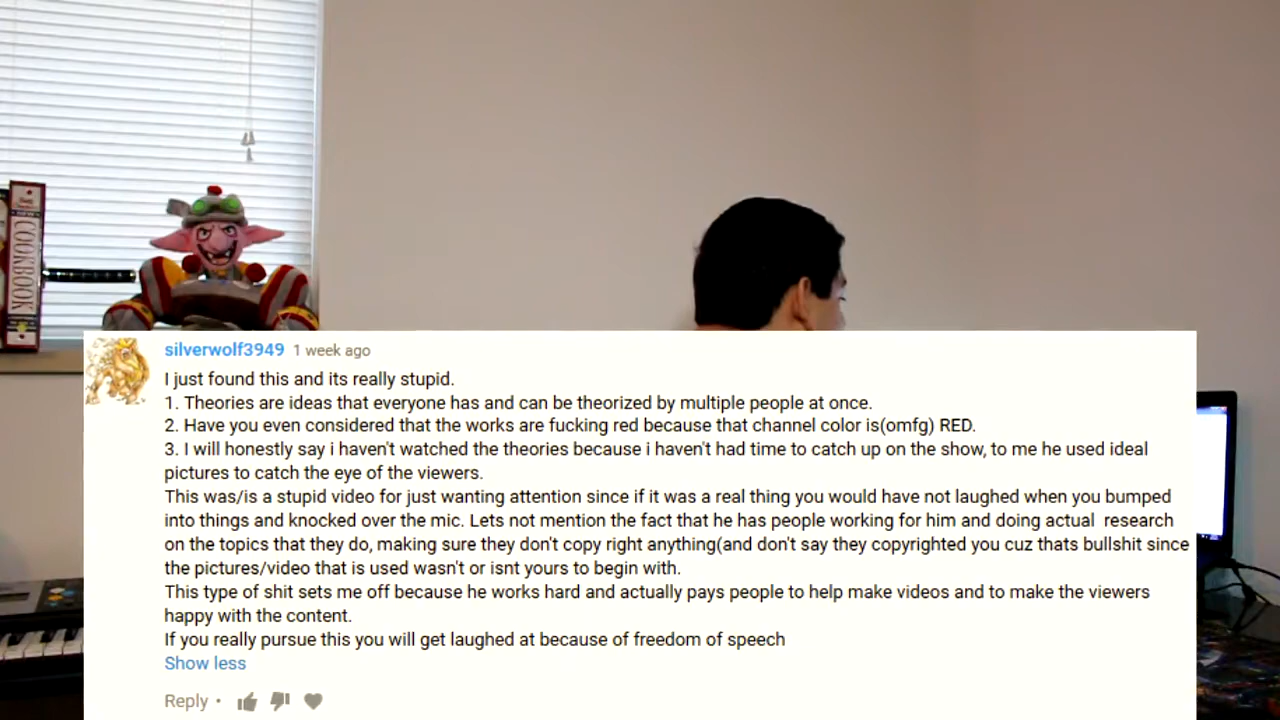 COOKBOOK
silverwolf3949 1 week ago
I just found this and its really stupid.
1. Theories are ideas that everyone has and can be theorized by multiple people at once.
2. Have you even considered that the works are fucking red because that channel color is(omfg) RED.
3. I will honestly say i haven't watched the theories because i haven't had time to catch up on the show, to me he used ideal
pictures to catch the eye of the viewers.
This was/is a stupid video for just wanting attention since if it was a real thing you would have not laughed when you bumped
into things and knocked over the mic. Lets not mention the fact that he has people working for him and doing actual  research
on the topics that they do, making sure they don't copy right anything(and don't say they copyrighted you cuz thats bullshit since
the pictures/video that is used wasn't or isnt yours to begin with.
This type of shit sets me off because he works hard and actually pays people to help make videos and to make the viewers
happy with the content.
If you really pursue this you will get laughed at because of freedom of speech
Show less
Reply •